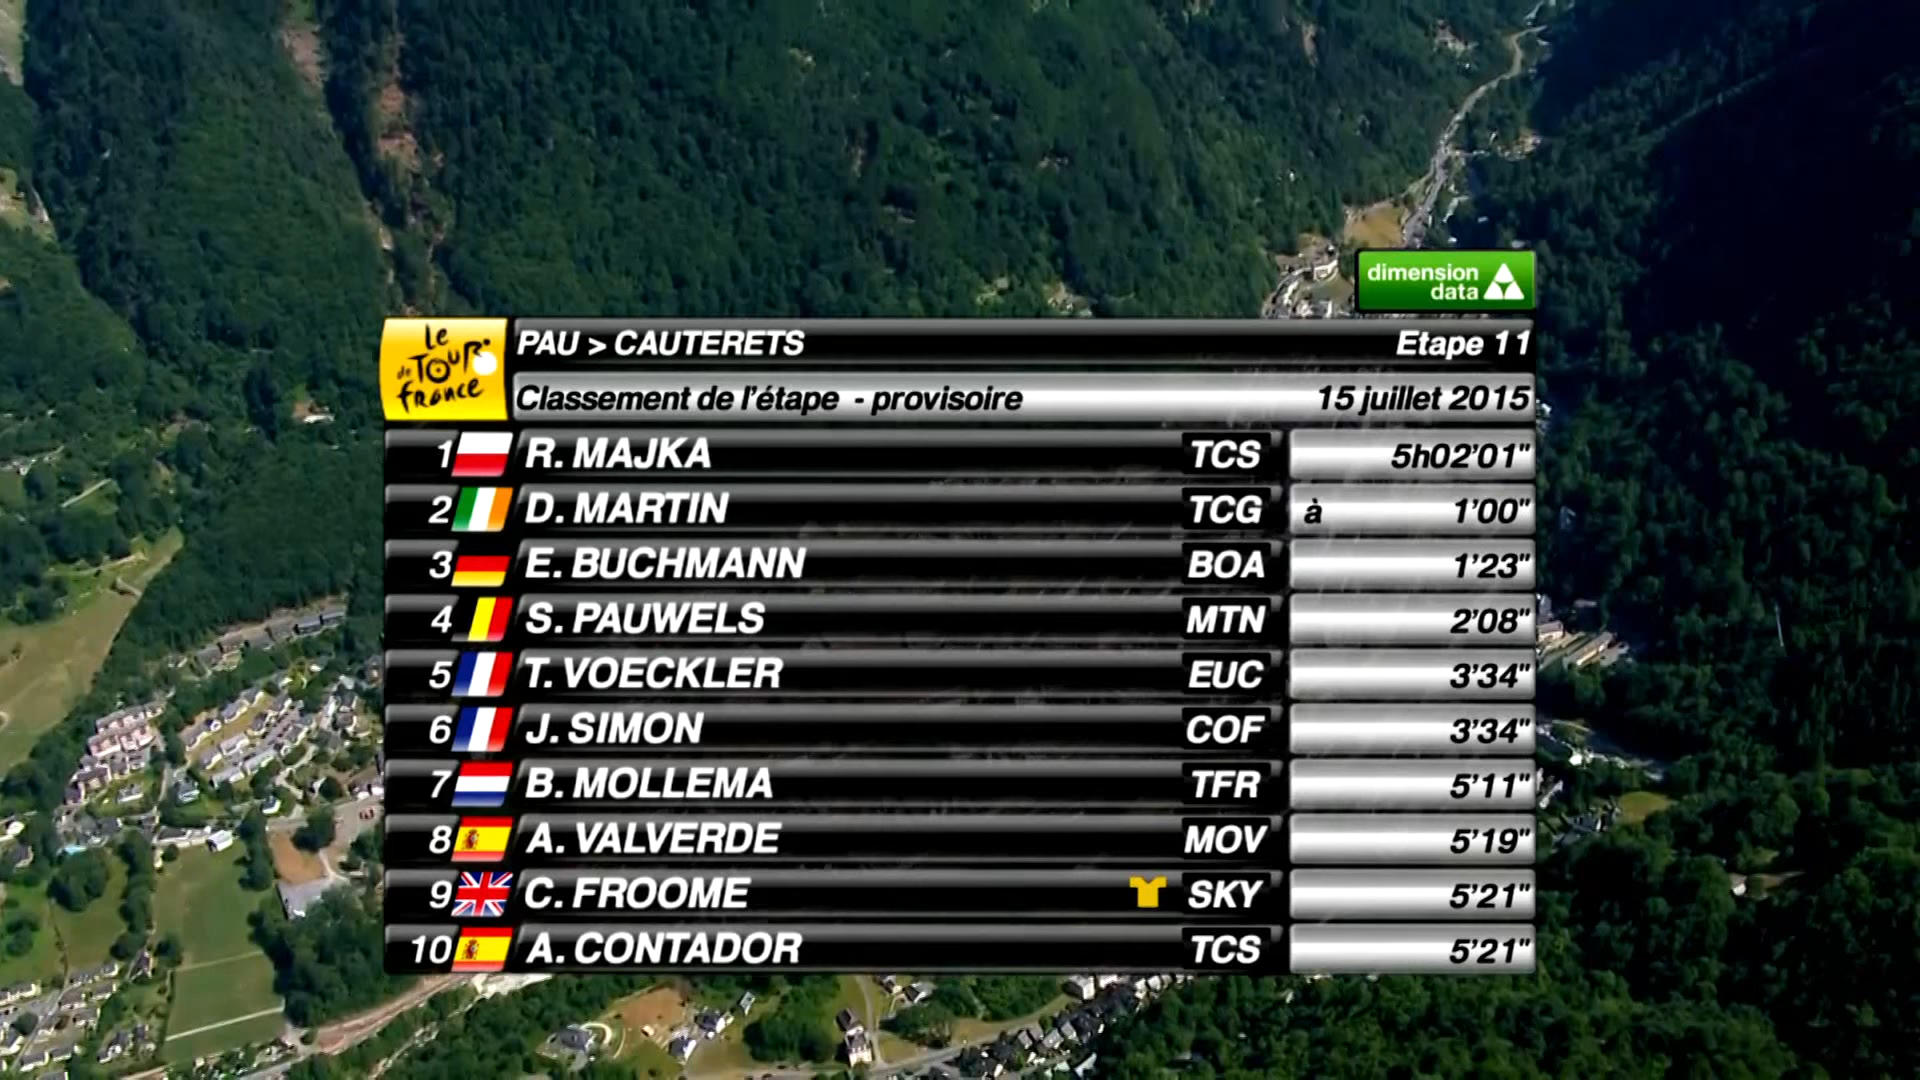 dimension
data
Le
de TOUR
france
PAU > CAUTERETS Etape 11
Classement de l'étape - provisoire 15 juillet 2015
1 R. MAJKA TCS 5h02'01"
2 D. MARTIN TCG à 1'00"
3 E. BUCHMANN BOA 1'23"
4 S. PAUWELS MTN 2'08"
5 T. VOECKLER EUC 3'34"
6 J. SIMON COF 3'34"
7 B. MOLLEMA TFR 5'11"
8 A. VALVERDE MOV 5'19"
9 C. FROOME SKY 5'21"
10 A. CONTADOR TCS 5'21"